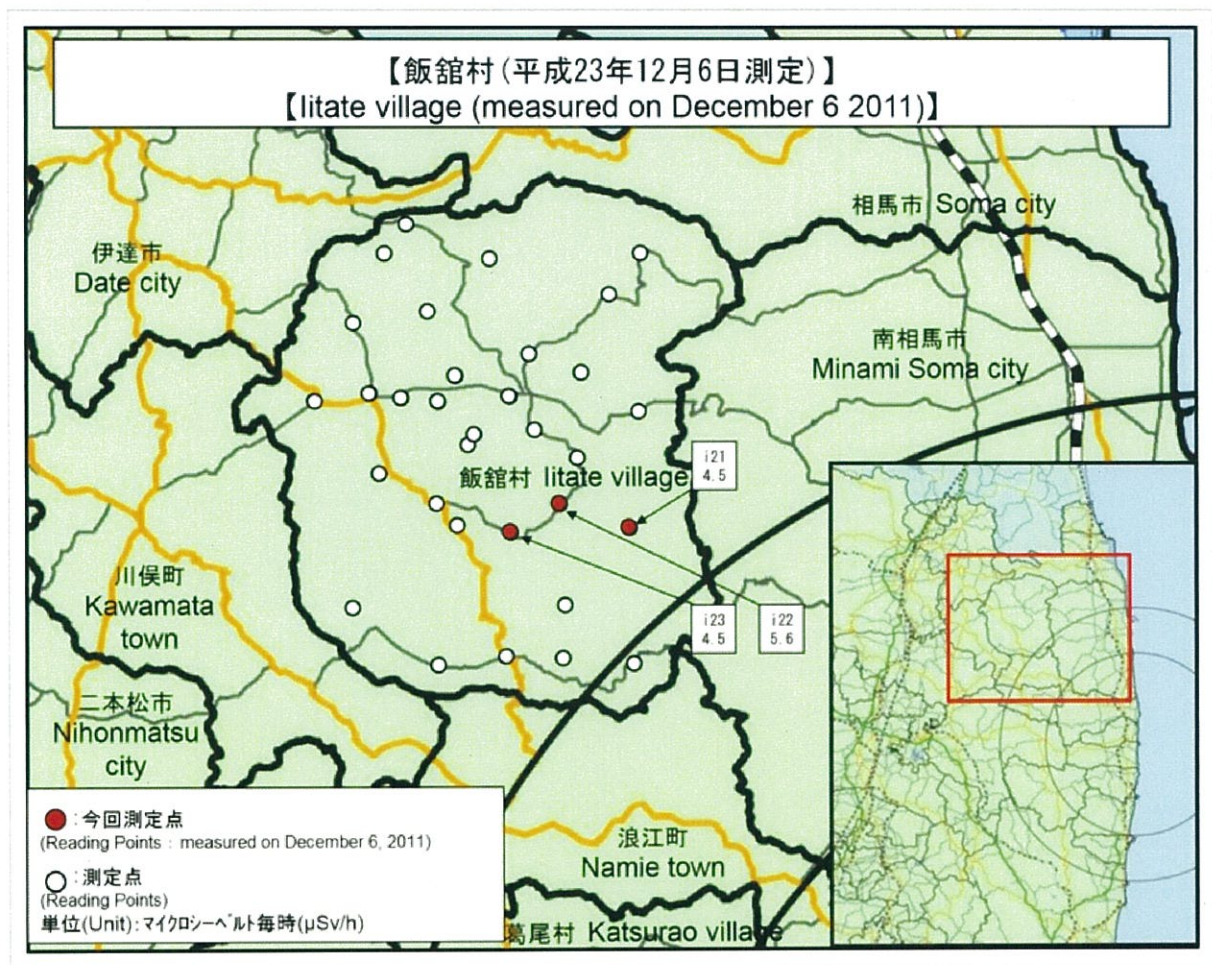 【飯舘村(平成23年12月6日測定)】
【Iitate village (measured on December 6 2011)】
相馬市 Soma city
伊達市
Date city
南相馬市
Minami Soma city
飯舘村 Iitate village
i21
4.5
川俣町
Kawamata
town
i23
4.5
i22
5.6
二本松市
Nihonmatsu
city
:今回測定点
(Reading Points : measured on December 6, 2011)
:測定点
(Reading Points)
単位(Unit):マイクロシーベルト毎時(μSv/h)
浪江町
Namie town
葛尾村 Katsurao village